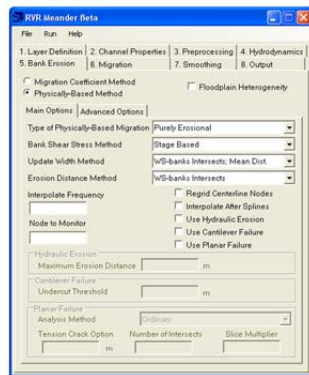 RVR Meander Beta
File Run Help
1. Layer Definition 2. Channel Properties 3. Preprocessing 4. Hydrodynamics
5. Bank Erosion 6. Migration 7. Smoothing 8. Output
Migration Coefficient Method
Physically-Based Method
Floodplain Heterogeneity
Main Options Advanced Options
Type of Physically-Based Migration Purely Erosional
Bank Shear Stress Method Stage Based
Update Width Method WS-banks Intersects; Mean Dist.
Erosion Distance Method WS-banks Intersects
Interpolate Frequency
Regrid Centerline Nodes
Interpolate After Splines
Node to Monitor
Use Hydraulic Erosion
Use Cantilever Failure
Use Planar Failure
Hydraulic Erosion
Maximum Erosion Distance m
Cantilever Failure
Undercut Threshold m
Planar Failure
Analysis Method Ordinary
Tension Crack Option Number of Intersects Slice Multiplier
m